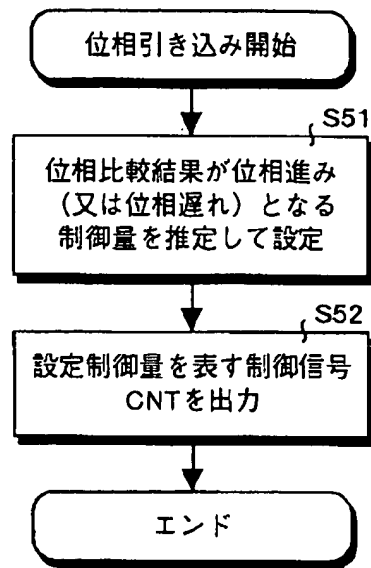 位相引き込み開始
S51
位相比較結果が位相進み
（又は位相遅れ）となる
制御量を推定して設定
S52
設定制御量を表す制御信号
CNTを出力
エンド